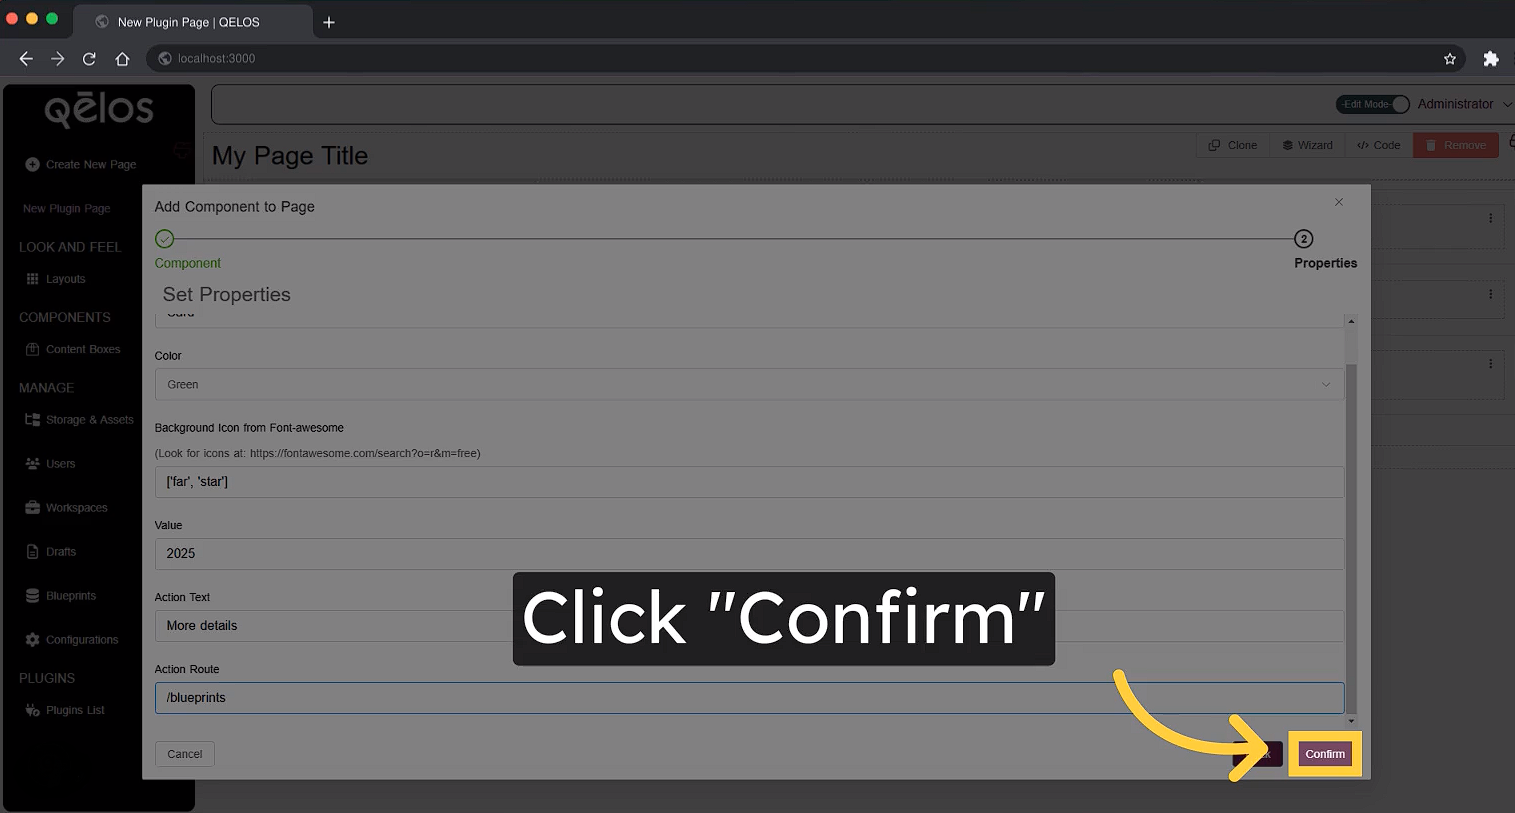 New Plugin Page | QELOS
localhost:3000
qēlos
-Edit Mode-
Administrator
Create New Page
My Page Title
Clone
Wizard
</> Code
Remove
New Plugin Page
Add Component to Page
2
Component
Properties
LOOK AND FEEL
Layouts
Set Properties
COMPONENTS
Content Boxes
Color
MANAGE
Green
Storage & Assets
Background Icon from Font-awesome
(Look for icons at: https://fontawesome.com/search?o=r&m=free)
Users
['far', 'star']
Workspaces
Value
Drafts
2025
Blueprints
Action Text
More details
Click "Confirm"
Configurations
Action Route
PLUGINS
/blueprints
Plugins List
Cancel
Confirm